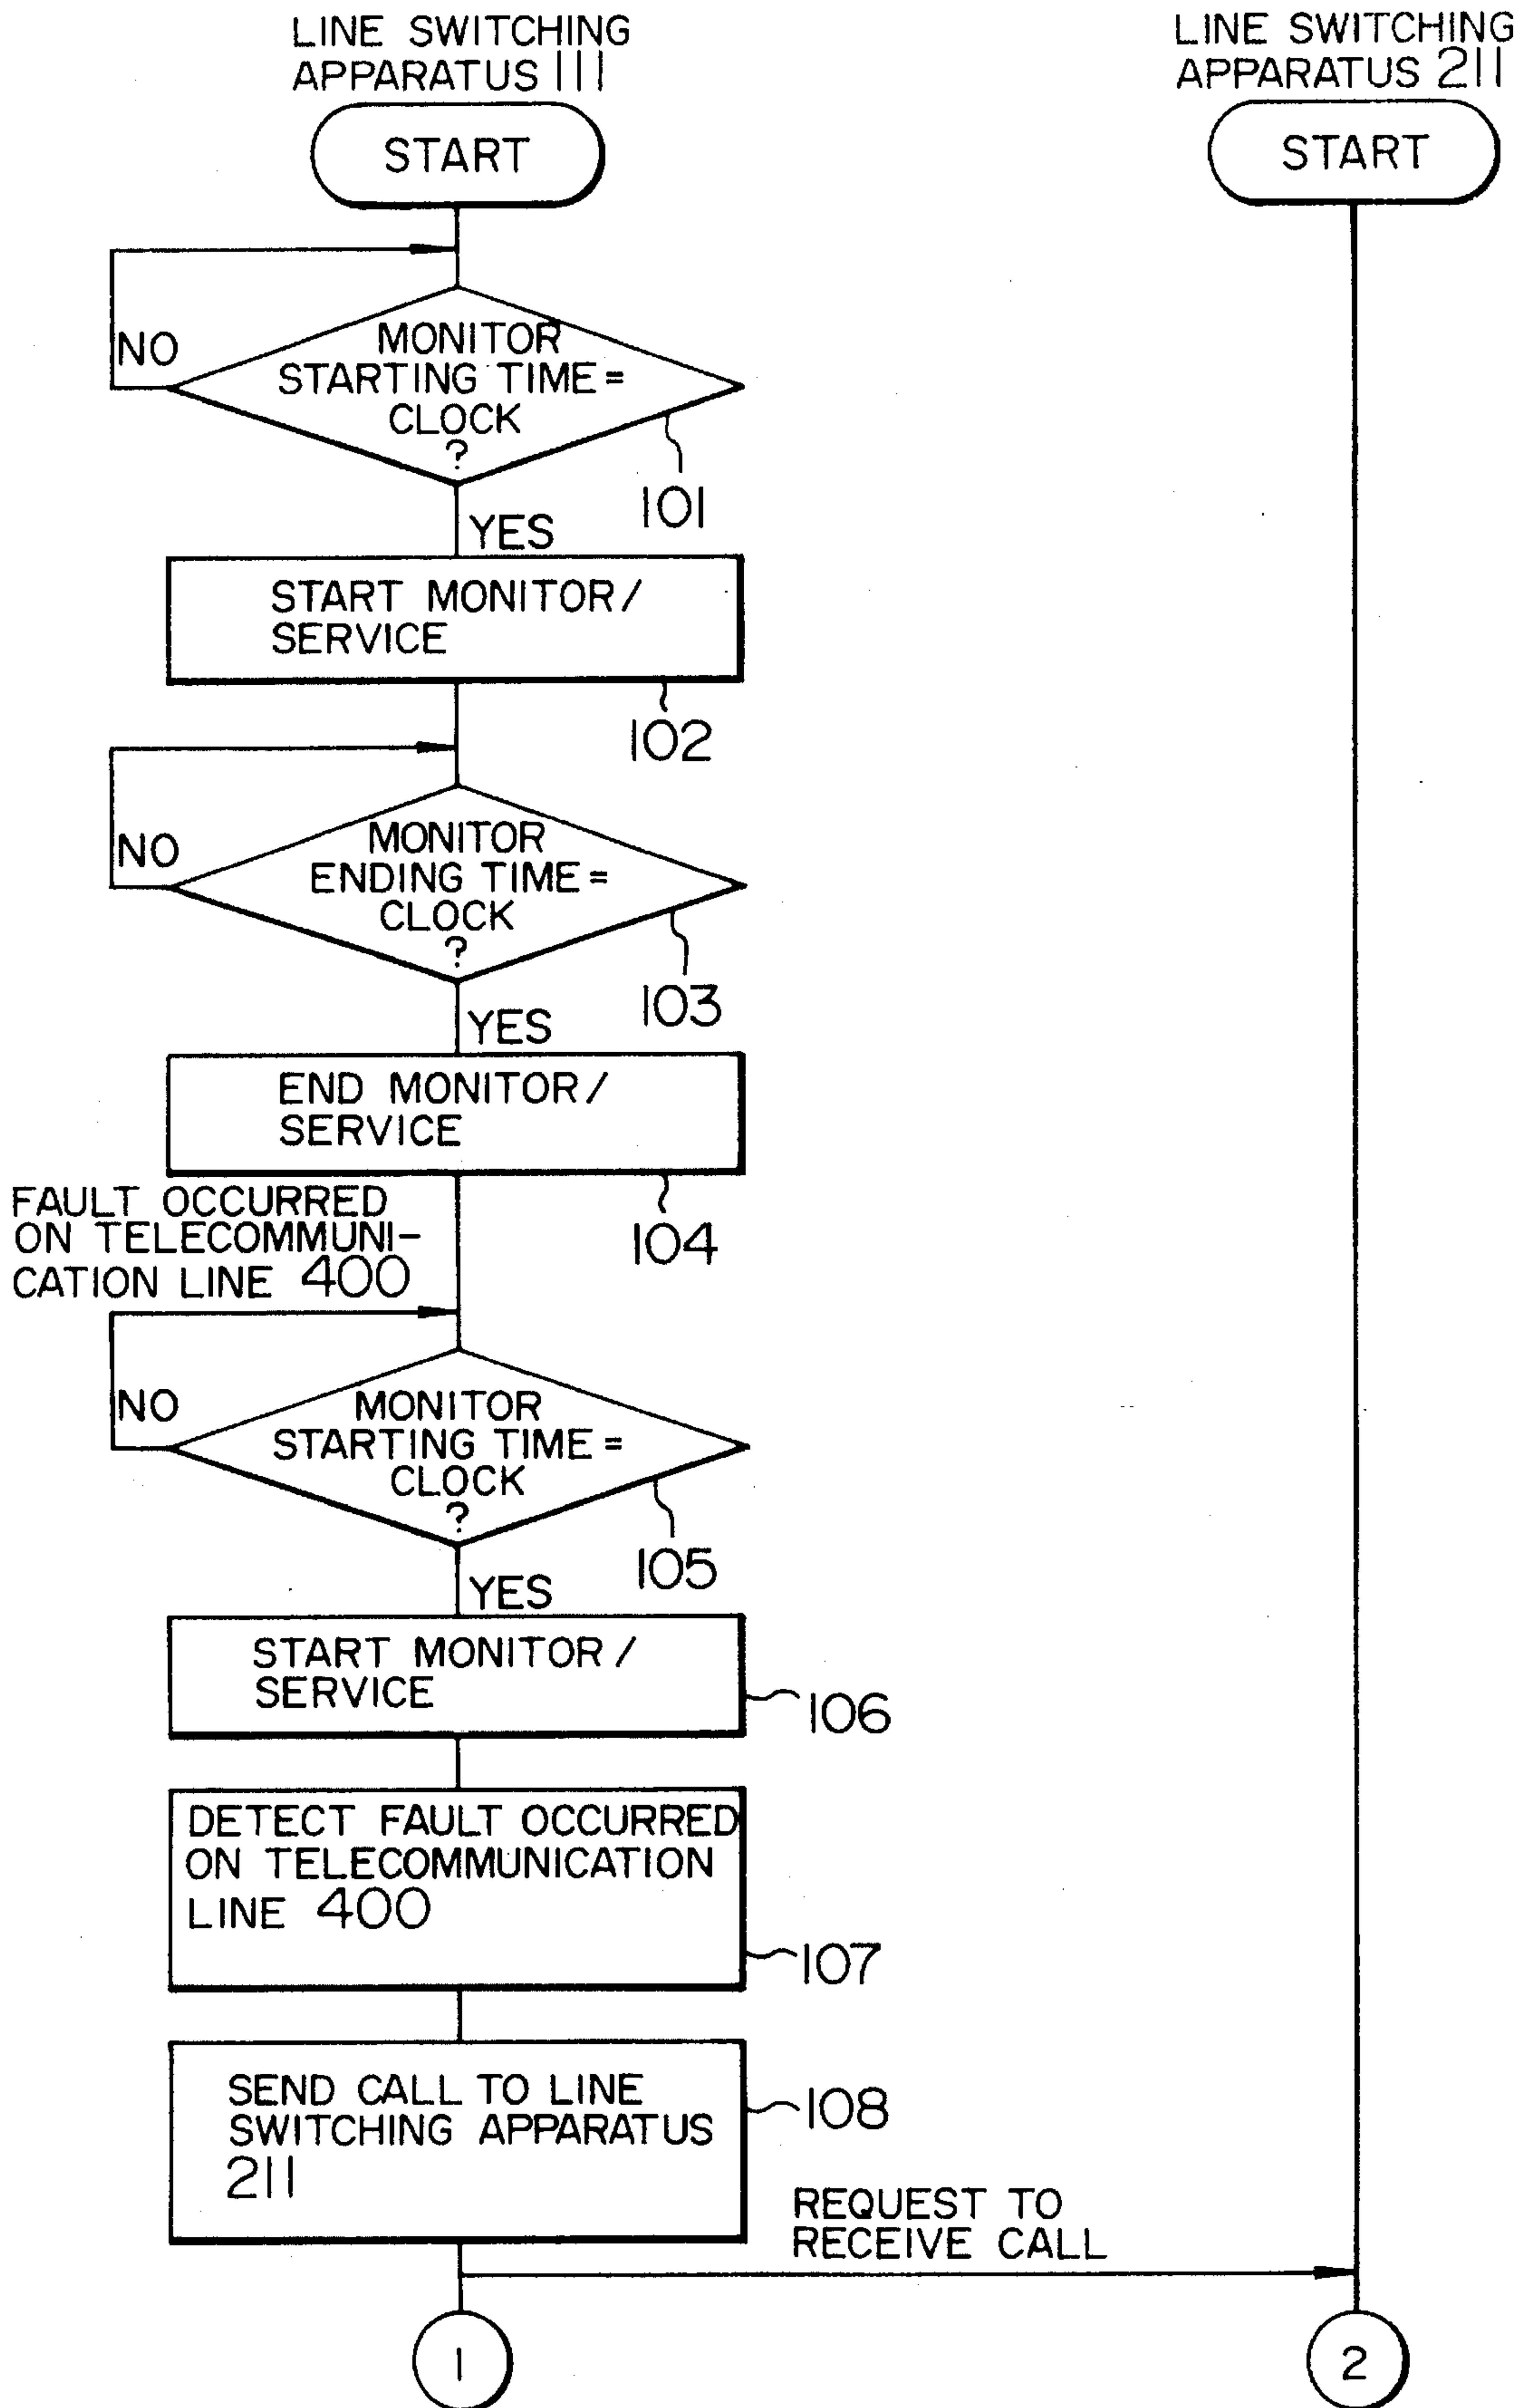 LINE SWITCHING
APPARATUS 111
START
LINE SWITCHING
APPARATUS 211
START
NO
MONITOR
STARTING TIME =
CLOCK
?
101
YES
START MONITOR/
SERVICE
102
NO
MONITOR
ENDING TIME =
CLOCK
?
103
YES
END MONITOR/
SERVICE
104
FAULT OCCURRED
ON TELECOMMUNI-
CATION LINE 400
NO
MONITOR
STARTING TIME =
CLOCK
?
105
YES
START MONITOR/
SERVICE
106
DETECT FAULT OCCURRED
ON TELECOMMUNICATION
LINE 400
107
SEND CALL TO LINE
SWITCHING APPARATUS
211
108
REQUEST TO
RECEIVE CALL
1
2